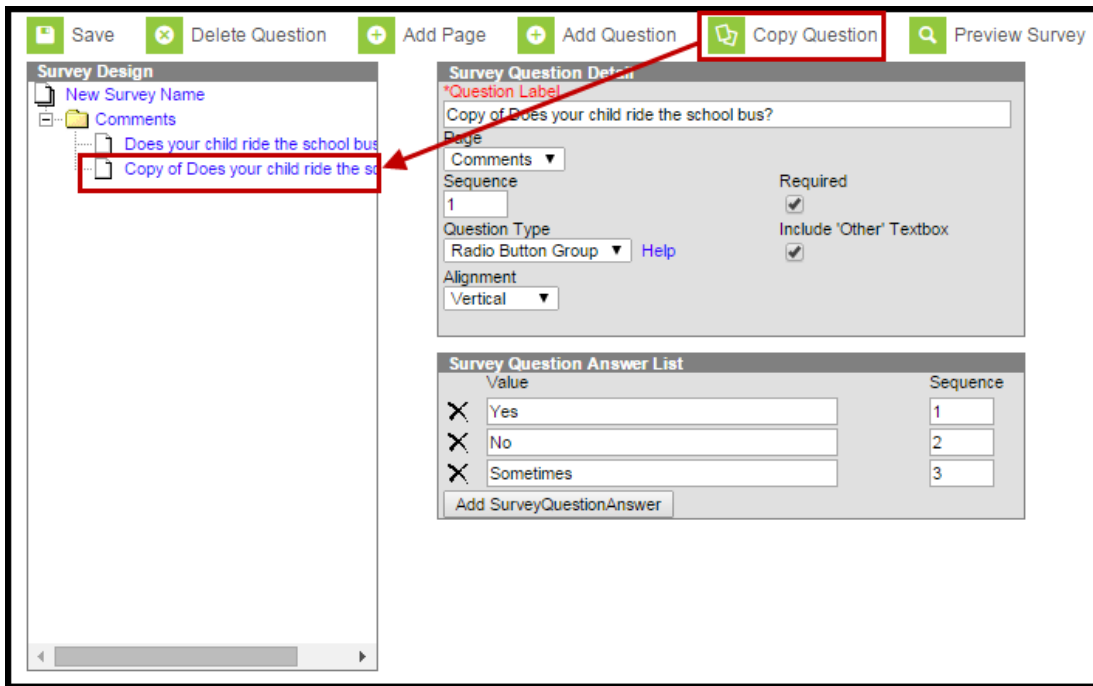 Save Delete Question Add Page Add Question Copy Question Preview Survey
Survey Design
New Survey Name
Comments
Does your child ride the school bus
Copy of Does your child ride the sc
Survey Question Detail
*Question Label
Copy of Does your child ride the school bus?
Page
Comments
Sequence Required
1
Question Type Include 'Other' Textbox
Radio Button Group Help
Alignment
Vertical
Survey Question Answer List
Value Sequence
Yes 1
No 2
Sometimes 3
Add SurveyQuestionAnswer